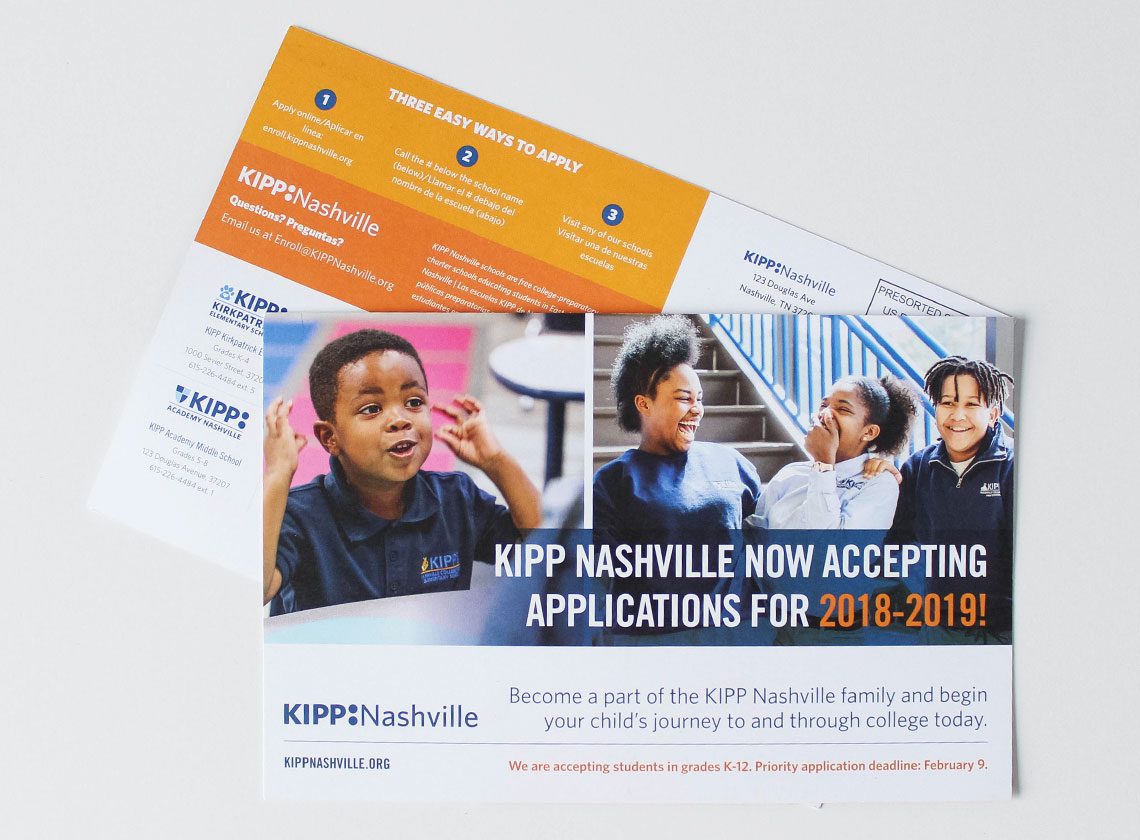 THREE EASY WAYS TO APPLY
1
Apply online/Aplicar en
linea:
enroll.kippnashville.org
2
Call the # below the school name
(below)/Llamar el # debajo del
nombre de la escuela (abajo)
3
Visit any of our schools
Visitar una de nuestras
escuelas
KIPP:Nashville
Questions? Preguntas?
Email us at Enroll@KIPPNashville.org
KIPP Nashville schools are free college-preparatory
charter schools educating students in East
Nashville | Las escuelas KIPP de
públicas preparatorias
estudiantes
KIPP:Nashville
123 Douglas Ave
Nashville, TN
PRESORTED
US
KIPP:
ELEMENTARY
KIPP Kirkpatrick
Grades K-4
1000 Sevier Street,
615-226-4484 ext. 5
KIPP:
ACADEMY NASHVILLE
KIPP Academy Middle School
Grades 5-8
123 Douglas Avenue, 37207
615-226-4484 ext. 1
KIPP
KIPP NASHVILLE NOW ACCEPTING
APPLICATIONS FOR 2018-2019!
KIPP:Nashville
Become a part of the KIPP Nashville family and begin
your child's journey to and through college today.
KIPPNASHVILLE.ORG
We are accepting students in grades K-12. Priority application deadline: February 9.